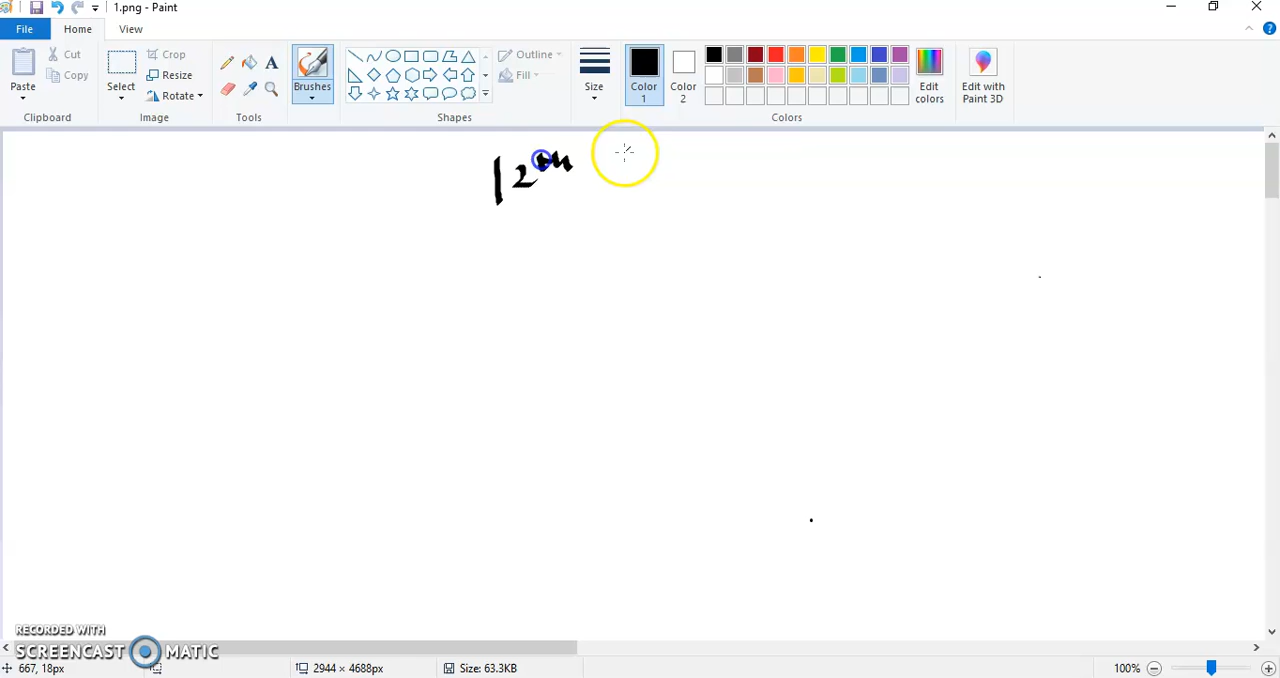 1.png - Paint
File Home View
Paste Cut Copy Select Crop Resize Rotate A Brushes Outline Fill Size Color 1 Color 2 Edit colors Edit with Paint 3D
Clipboard Image Tools Shapes Colors
12th
RECORDED WITH
SCREENCAST MATIC
667, 18px 2944 × 4688px Size: 63.3KB 100%